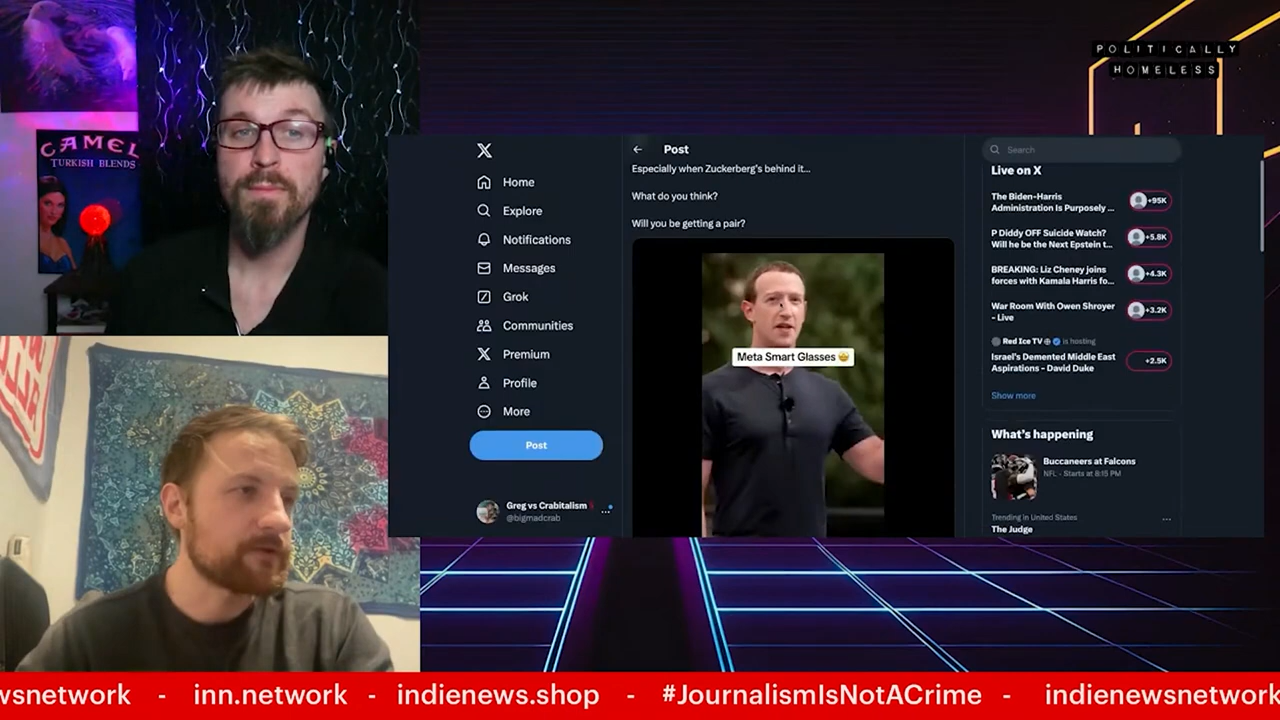 CAMEL
TURKISH BLENDS
POLITICALLY
HOMELESS
Home
Explore
Notifications
Messages
Grok
Communities
Premium
Profile
More
Post
Greg vs Crabitalism
@bigmadcrab
Post
Especially when Zuckerberg's behind it...
What do you think?
Will you be getting a pair?
Meta Smart Glasses 🤩
Search
Live on X
The Biden-Harris
Administration Is Purposely ...
+95K
P Diddy OFF Suicide Watch?
Will he be the Next Epstein t...
+5.8K
BREAKING: Liz Cheney joins
forces with Kamala Harris fo...
+4.3K
War Room With Owen Shroyer
- Live
+3.2K
Red Ice TV is hosting
Israel's Demented Middle East
Aspirations - David Duke
+2.5K
Show more
What's happening
Buccaneers at Falcons
NFL · Starts at 8:15 PM
Trending in United States
The Judge
wsnetwork - inn.network - indienews.shop - #JournalismIsNotACrime - indienewsnetwork